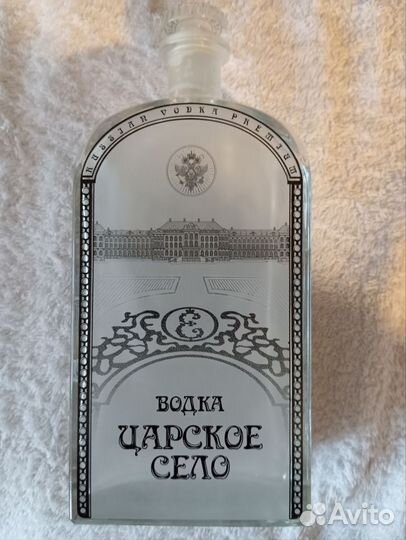 RUSSIAN VODKA PREMIUM
Є
ВОДКА
ЦАРСКОЕ
СЕЛО
Avito